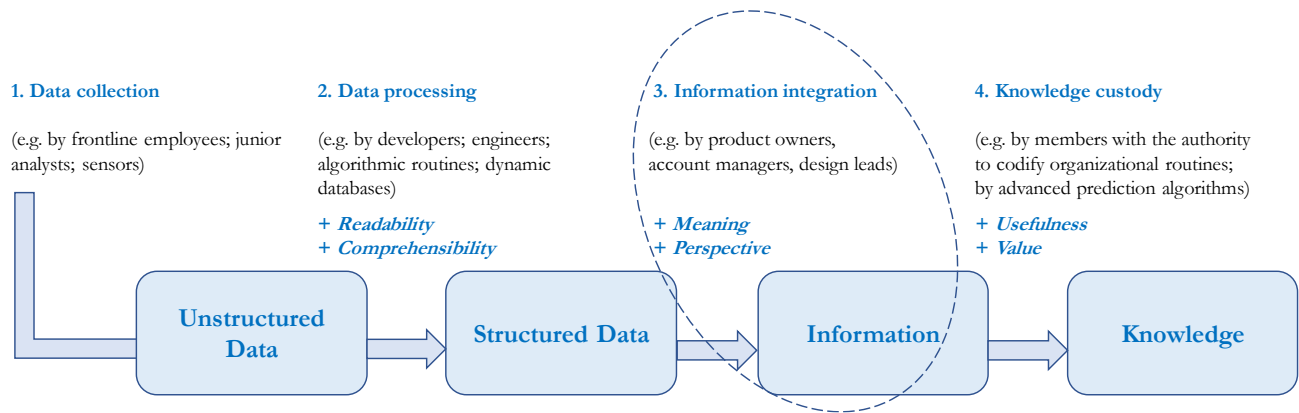 1. Data collection
(e.g. by frontline employees; junior
analysts; sensors)
2. Data processing
(e.g. by developers; engineers;
algorithmic routines; dynamic
databases)
+ Readability
+ Comprehensibility
3. Information integration
(e.g. by product owners,
account managers, design leads)
+ Meaning
+ Perspective
4. Knowledge custody
(e.g. by members with the authority
to codify organizational routines;
by advanced prediction algorithms)
+ Usefulness
+ Value
Unstructured
Data
Structured Data
Information
Knowledge